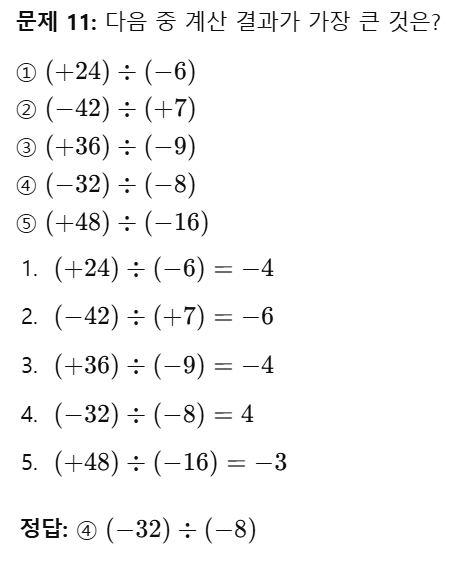 문제 11: 다음 중 계산 결과가 가장 큰 것은?
① (+24) ÷ (−6)
② (−42) ÷ (+7)
③ (+36) ÷ (−9)
④ (−32) ÷ (−8)
⑤ (+48) ÷ (−16)
1. (+24) ÷ (−6) = −4
2. (−42) ÷ (+7) = −6
3. (+36) ÷ (−9) = −4
4. (−32) ÷ (−8) = 4
5. (+48) ÷ (−16) = −3
정답: ④ (−32) ÷ (−8)